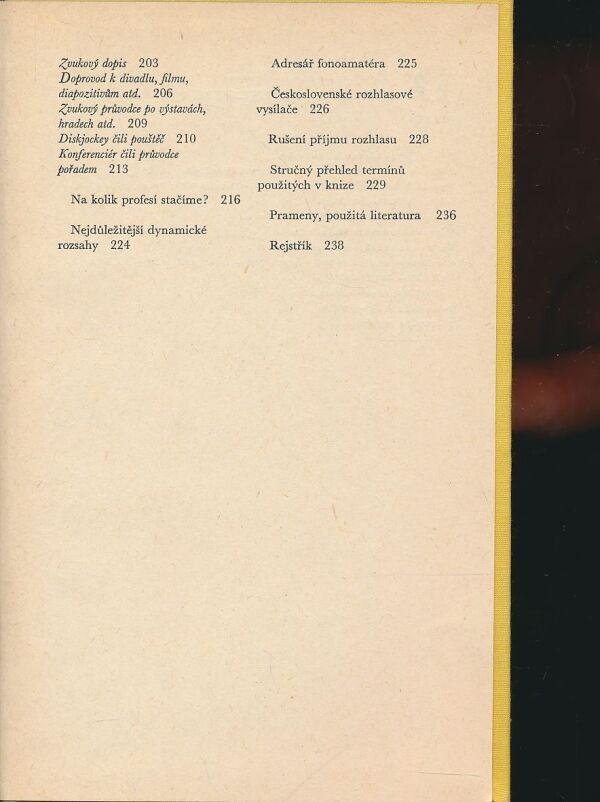 Zvukový dopis 203
Doprovod k divadlu, filmu,
diapozitivům atd. 206
Zvukový průvodce po výstavách,
hradech atd. 209
Diskjockey čili pouštěč 210
Konferenciér čili průvodce
pořadem 213
Na kolik profesí stačíme? 216
Nejdůležitější dynamické
rozsahy 224
Adresář fonoamatéra 225
Československé rozhlasové
vysílače 226
Rušení příjmu rozhlasu 228
Stručný přehled termínů
použitých v knize 229
Prameny, použitá literatura 236
Rejstřík 238